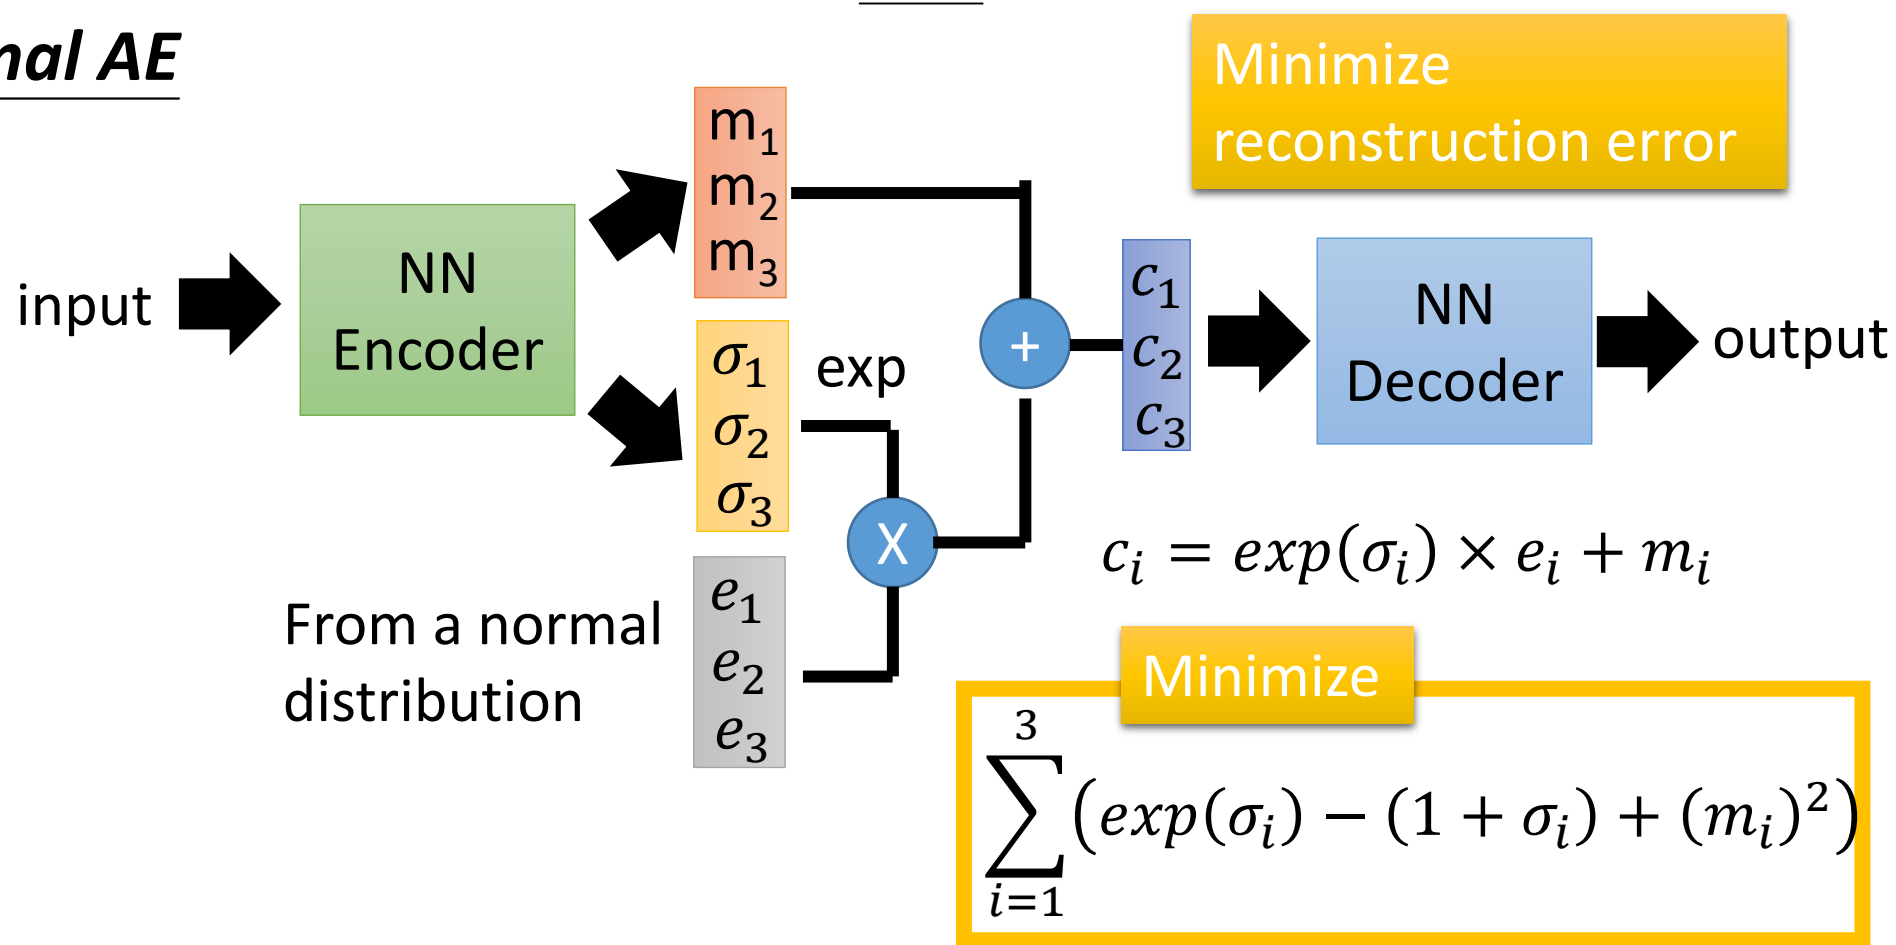 nal AE
Minimize
reconstruction error
input
NN
Encoder
m₁
m₂
m₃
σ₁
σ₂
σ₃
exp
From a normal
distribution
e₁
e₂
e₃
X
+
c₁
c₂
c₃
NN
Decoder
output
cᵢ = exp(σᵢ) × eᵢ + mᵢ
Minimize
3
∑(exp(σᵢ) − (1 + σᵢ) + (mᵢ)²)
i=1